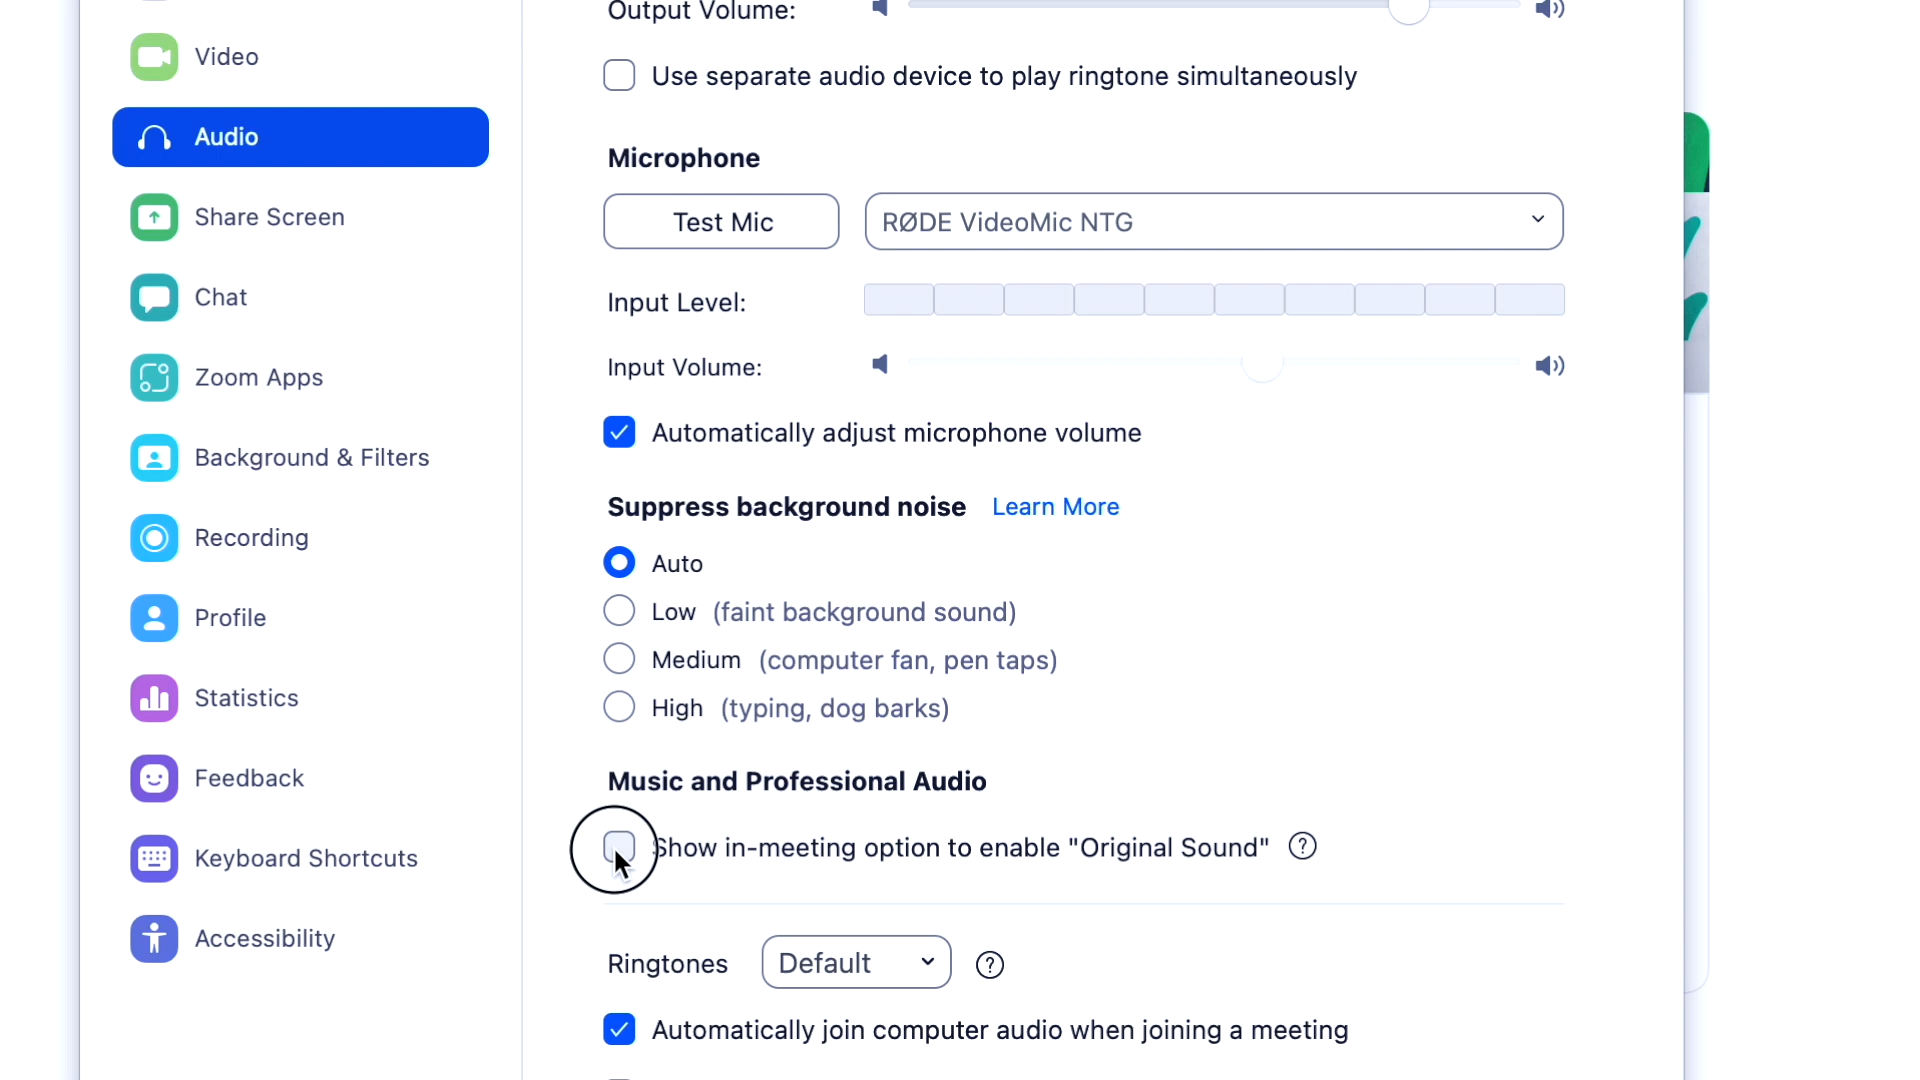 Output Volume:
Video
Use separate audio device to play ringtone simultaneously
Audio
Microphone
Share Screen
Test Mic
RØDE VideoMic NTG
Chat
Input Level:
Zoom Apps
Input Volume:
Automatically adjust microphone volume
Background & Filters
Suppress background noise Learn More
Recording
Auto
Low (faint background sound)
Profile
Medium (computer fan, pen taps)
Statistics
High (typing, dog barks)
Feedback
Music and Professional Audio
Keyboard Shortcuts
Show in-meeting option to enable "Original Sound" ?
Accessibility
Ringtones Default ?
Automatically join computer audio when joining a meeting